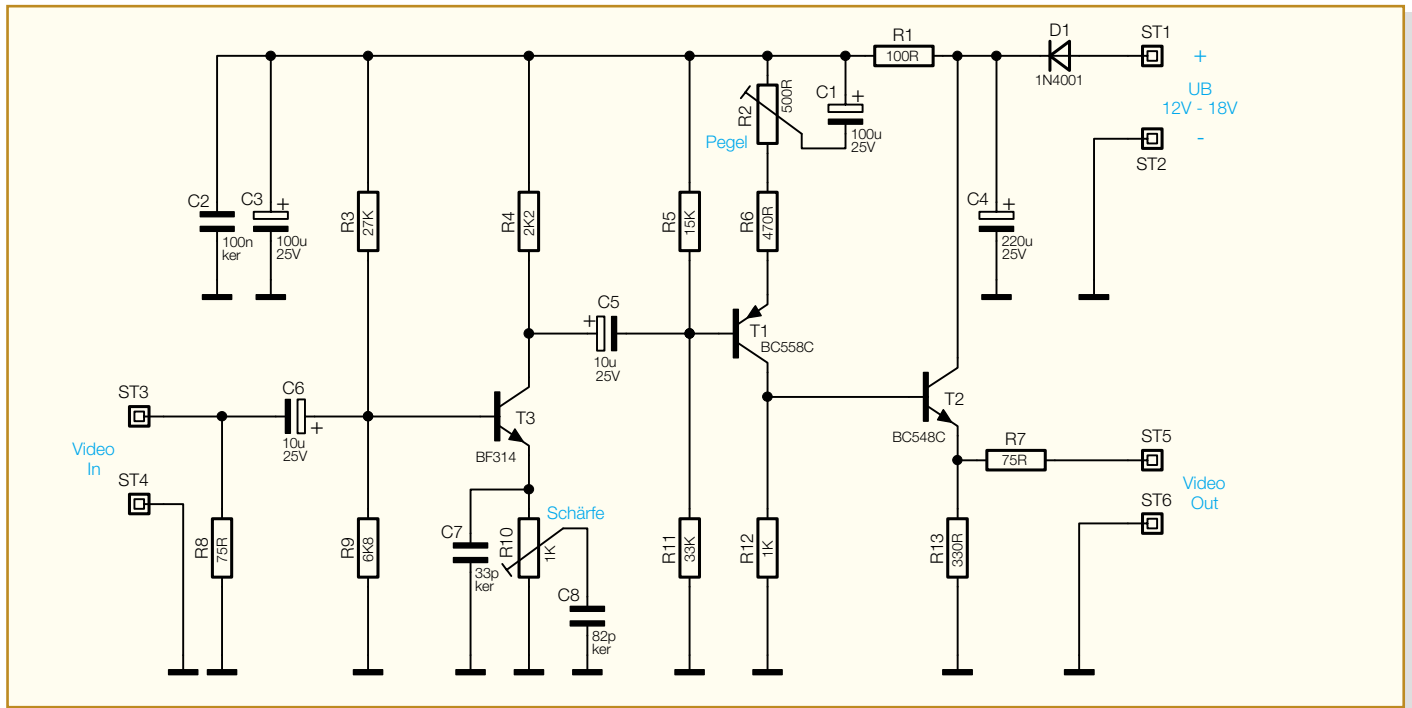 R1
100R
D1
1N4001
ST1
+
UB
12V - 18V
-
ST2
R2
500R
Pegel
C1
+
100u
25V
C2
100n
ker
C3
+
100u
25V
R3
27K
R4
2K2
R5
15K
R6
470R
C4
+
220u
25V
C5
+
10u
25V
T1
BC558C
ST3
Video
In
ST4
C6
+
10u
25V
T3
BF314
T2
BC548C
R7
75R
ST5
Video
Out
ST6
R8
75R
R9
6K8
C7
33p
ker
R10
1K
Schärfe
C8
82p
ker
R11
33K
R12
1K
R13
330R